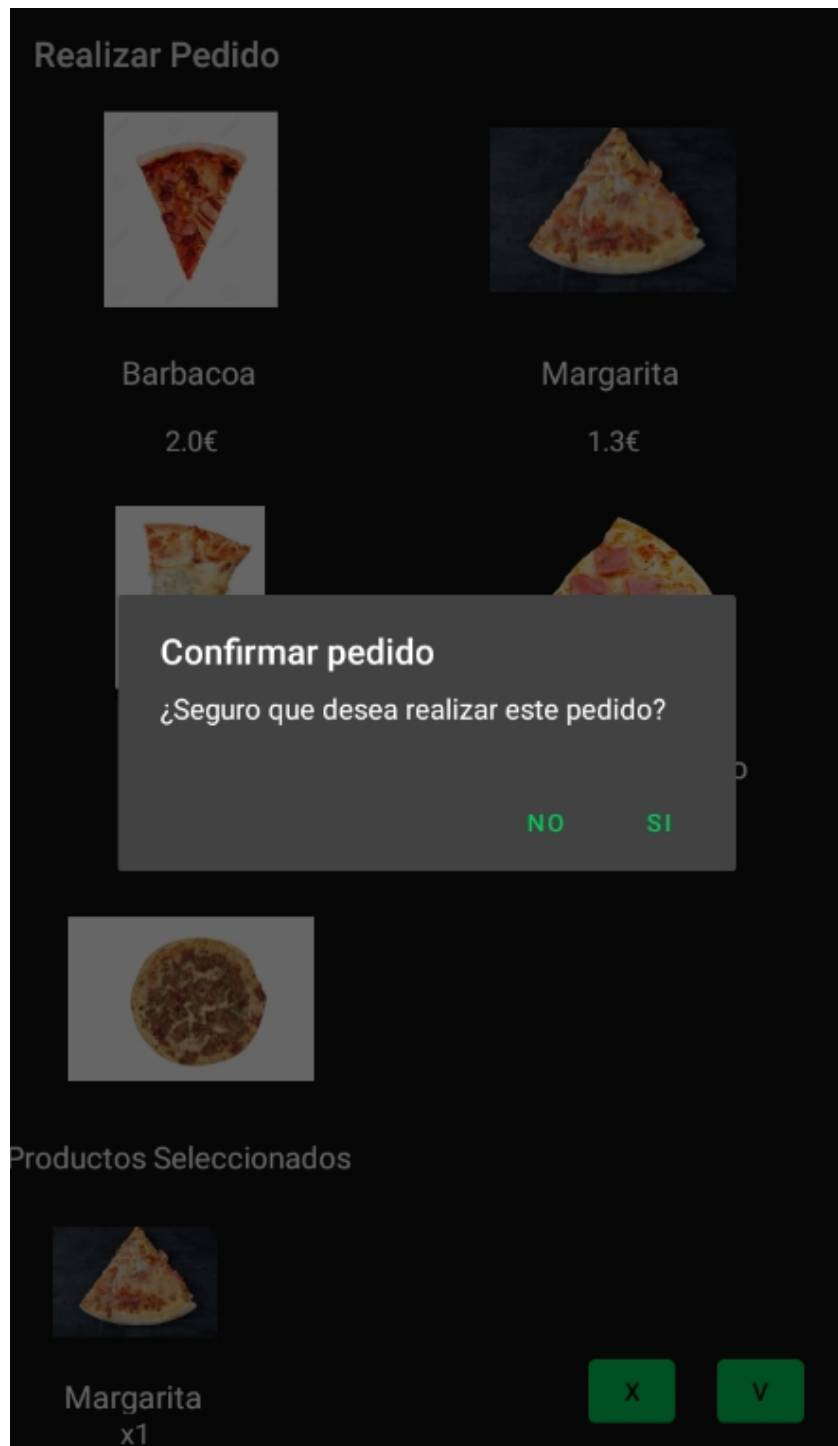 Realizar Pedido
Barbacoa
Margarita
2.0€
1.3€
Confirmar pedido
¿Seguro que desea realizar este pedido?
NO
SI
Productos Seleccionados
Margarita
x1
X
V